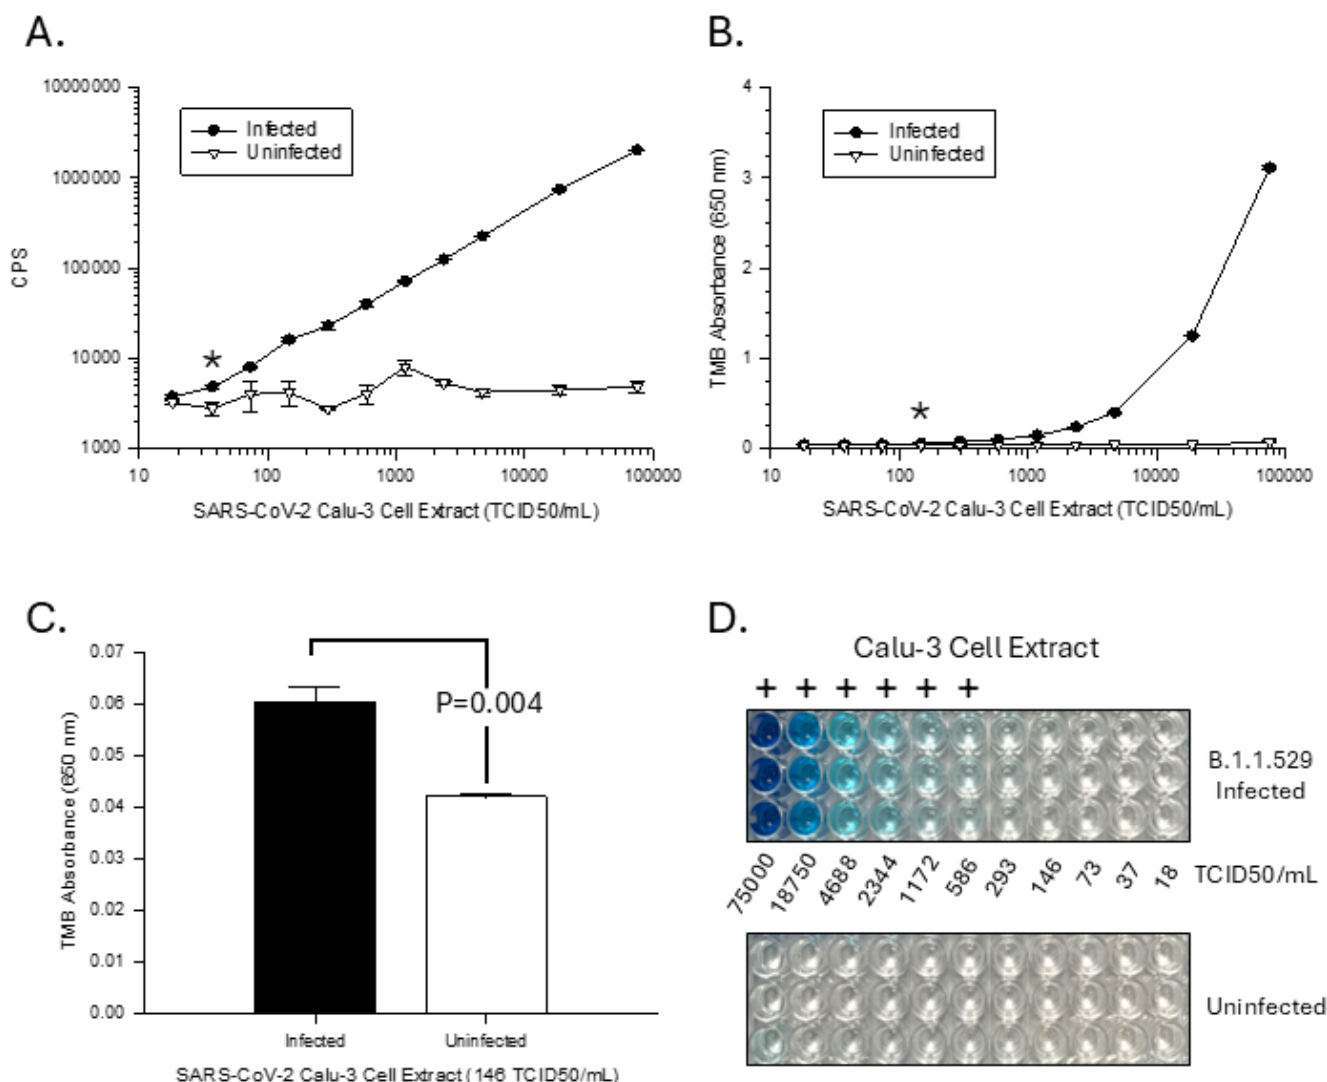 A.
10000000
1000000
100000
10000
1000
CPS
Infected
Uninfected
*
10 100 1000 10000 100000
SARS-CoV-2 Calu-3 Cell Extract (TCID50/mL)
B.
4
3
2
1
0
TMB Absorbance (650 nm)
Infected
Uninfected
*
10 100 1000 10000 100000
SARS-CoV-2 Calu-3 Cell Extract (TCID50/mL)
C.
0.07
0.06
0.05
0.04
0.03
0.02
0.01
0.00
TMB Absorbance (650 nm)
P=0.004
Infected Uninfected
SARS-CoV-2 Calu-3 Cell Extract (146 TCID50/mL)
D.
Calu-3 Cell Extract
+ + + + + +
B.1.1.529
Infected
75000 18750 4688 2344 1172 586 293 146 73 37 18 TCID50/mL
Uninfected